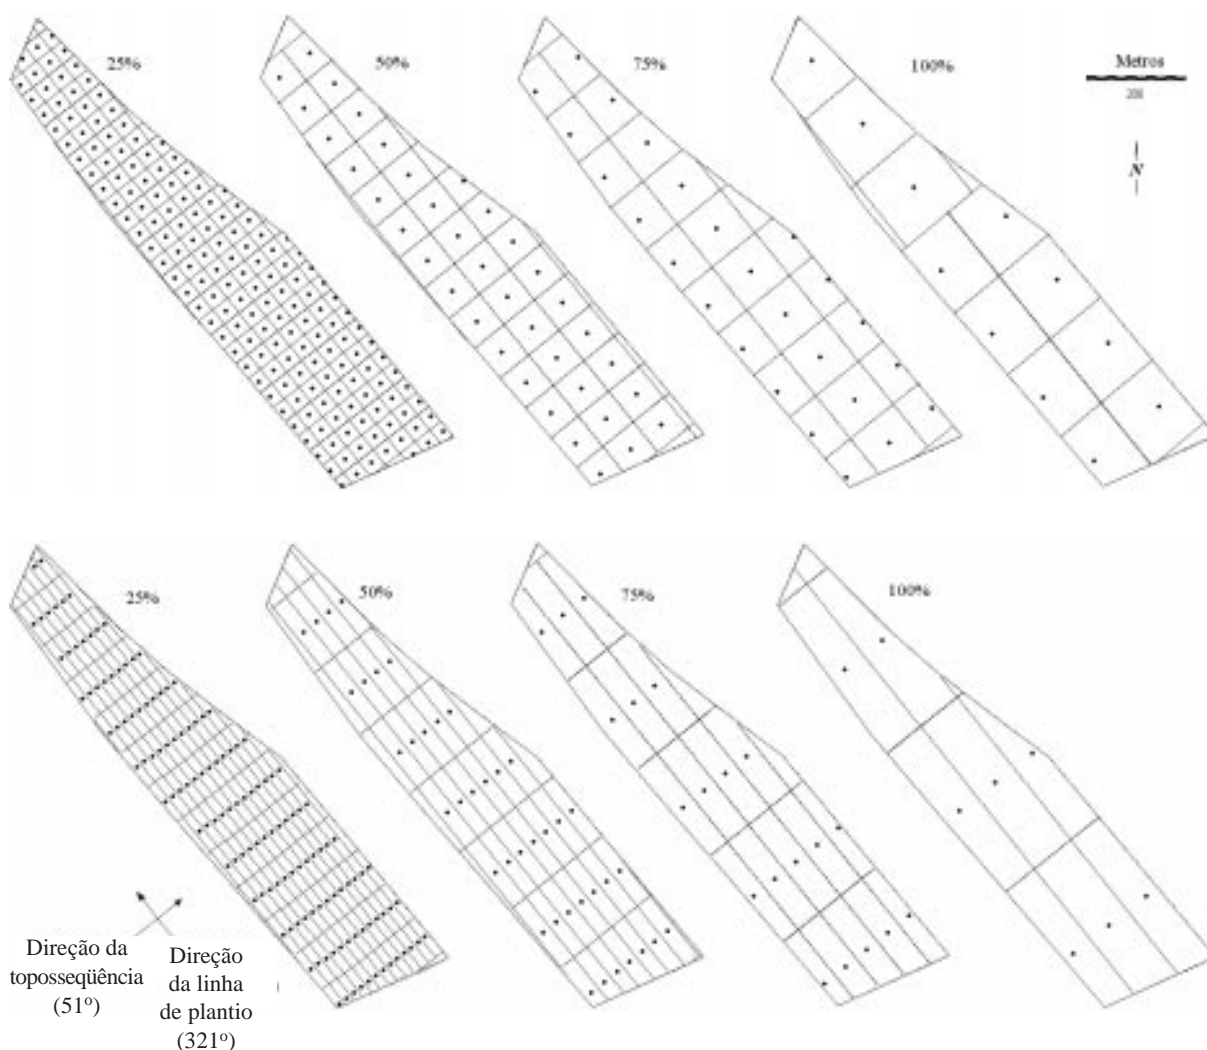 25%
50%
75%
100%
Metros
200
N
25%
50%
75%
100%
Direção da
toposseqüência
(51º)
Direção
da linha
de plantio
(321º)